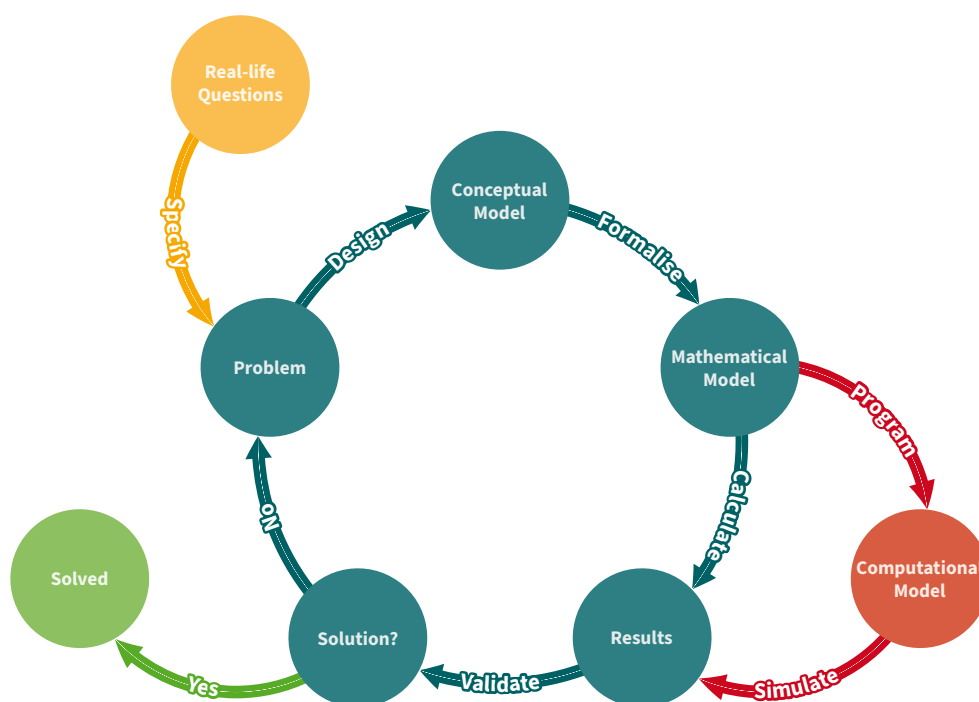 Real-life
Questions
Specify
Conceptual
Model
Design
Formalise
Problem
Mathematical
Model
Program
Calculate
No
Solved
Computationa
Model
Solution?
Results
Yes
Validate
Simulate